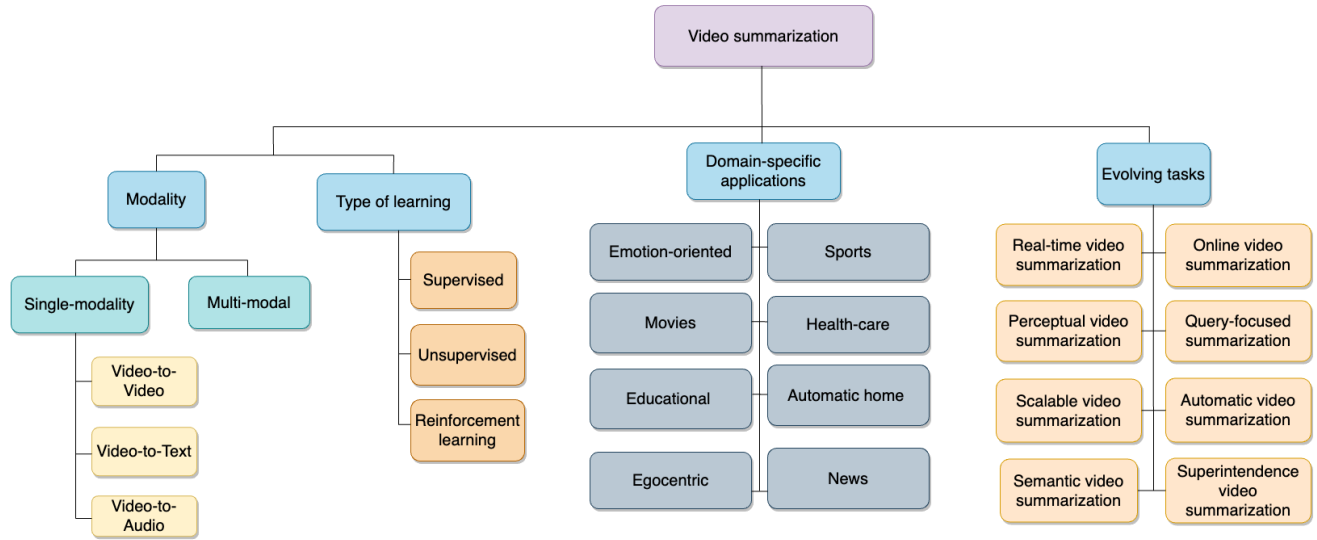 Video summarization
Modality
Type of learning
Domain-specific
applications
Evolving tasks
Single-modality
Multi-modal
Video-to-
Video
Video-to-Text
Video-to-
Audio
Supervised
Unsupervised
Reinforcement
learning
Emotion-oriented
Sports
Movies
Health-care
Educational
Automatic home
Egocentric
News
Real-time video
summarization
Online video
summarization
Perceptual video
summarization
Query-focused
summarization
Scalable video
summarization
Automatic video
summarization
Semantic video
summarization
Superintendence
video
summarization